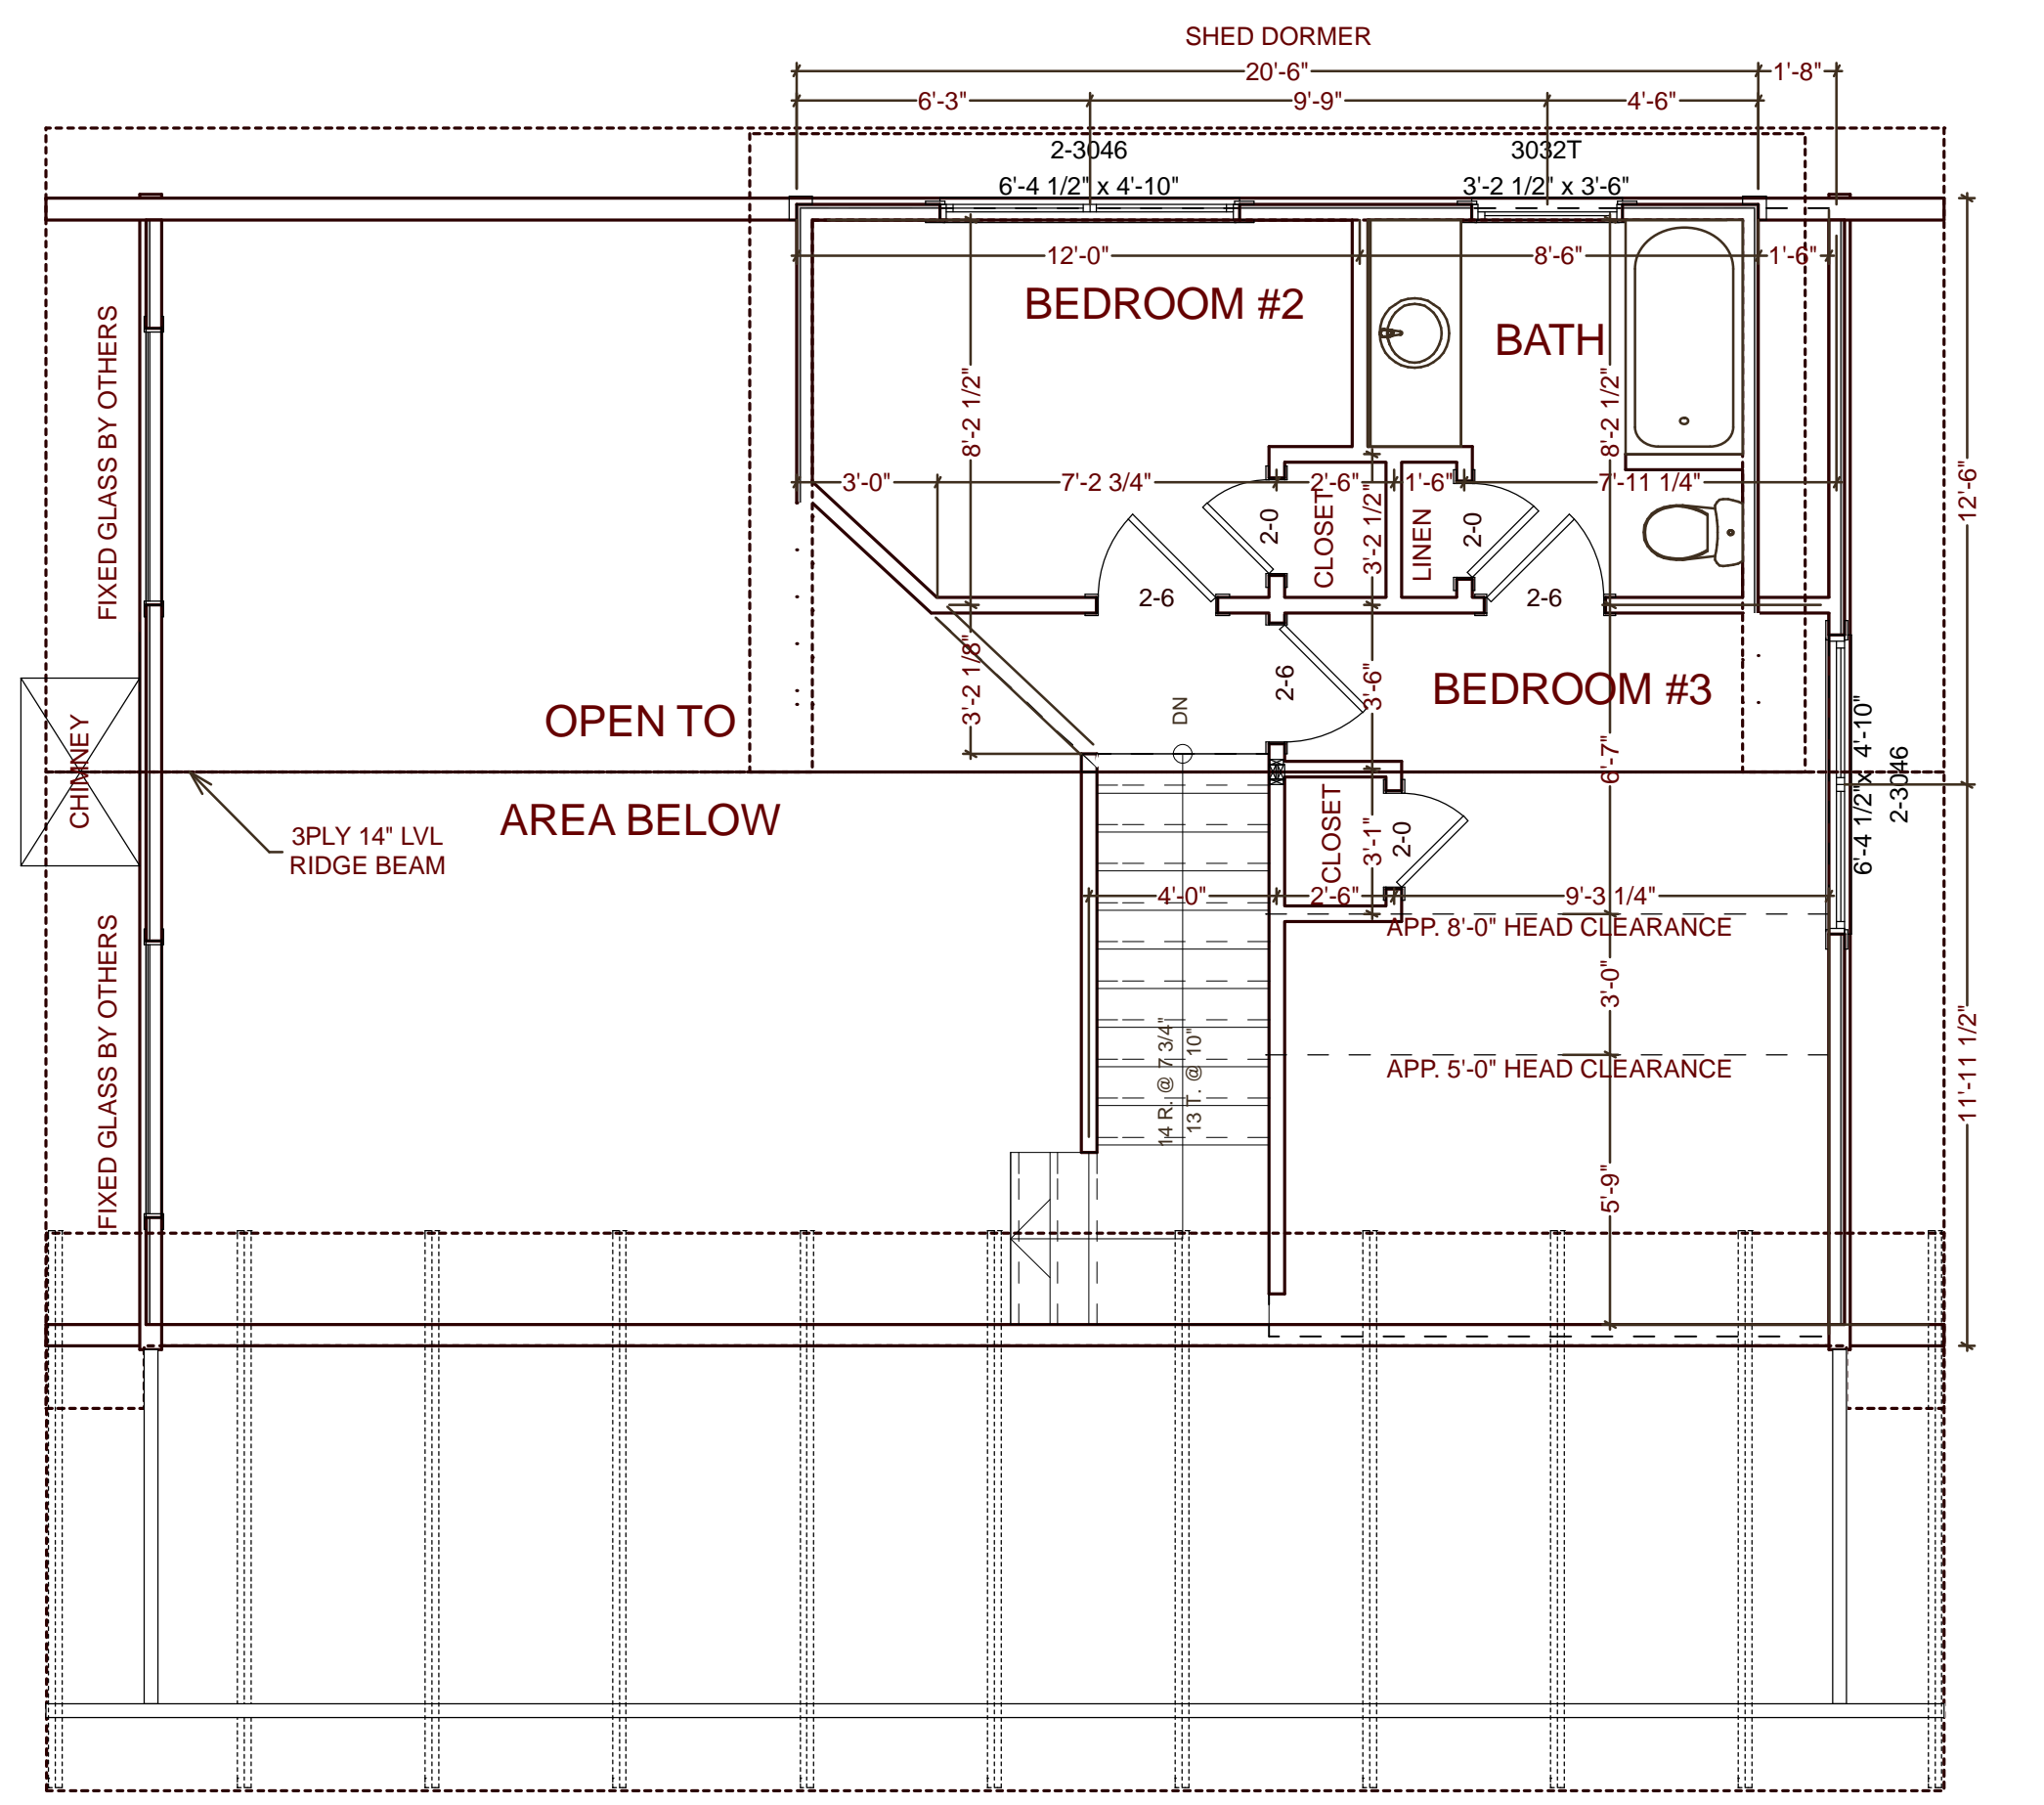 SHED DORMER
20'-6"
1'-8"
6'-3"
9'-9"
4'-6"
2-3046
3032T
6'-4 1/2" x 4'-10"
3'-2 1/2" x 3'-6"
12'-0"
8'-6"
1'-6"
BEDROOM #2
BATH
FIXED GLASS BY OTHERS
8'-2 1/2"
8'-2 1/2"
12'-6"
3'-0"
7'-2 3/4"
2'-6"
1'-6"
7'-11 1/4"
2-0
CLOSET
3'-2 1/2"
LINEN
2-0
2-6
2-6
3'-2 1/8"
DN
2-6
3'-6"
BEDROOM #3
OPEN TO
6'-7"
6'-4 1/2" x 4'-10"
2-3046
CHIMNEY
AREA BELOW
3PLY 14" LVL
RIDGE BEAM
CLOSET
3'-1"
2-0
4'-0"
2'-6"
9'-3 1/4"
APP. 8'-0" HEAD CLEARANCE
FIXED GLASS BY OTHERS
3'-0"
14 R. @ 7 3/4"
13 T. @ 10"
APP. 5'-0" HEAD CLEARANCE
11'-11 1/2"
5'-9"